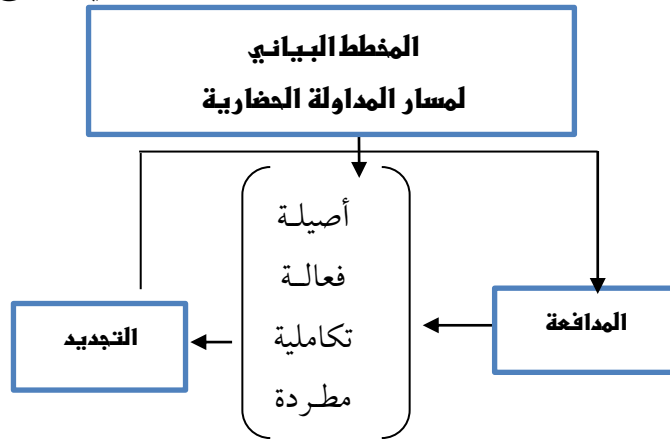 المخطط البياني
لمسار المداولة الحضارية
أصيلة
فعالة
المدافعة
التجديد
تكاملية
مطردة